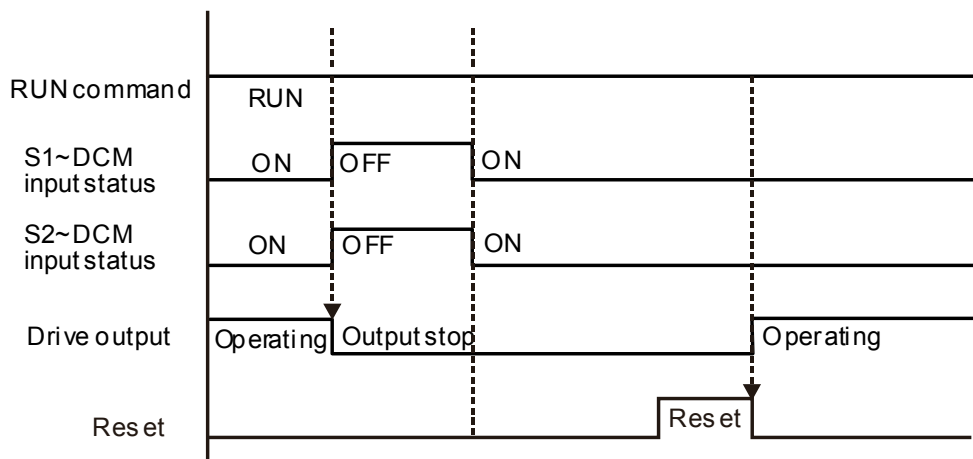 RUN command
RUN
S1~DCM
input status
ON
OFF
ON
S2~DCM
input status
ON
OFF
ON
Drive output
Operating
Output stop
Operating
Reset
Reset